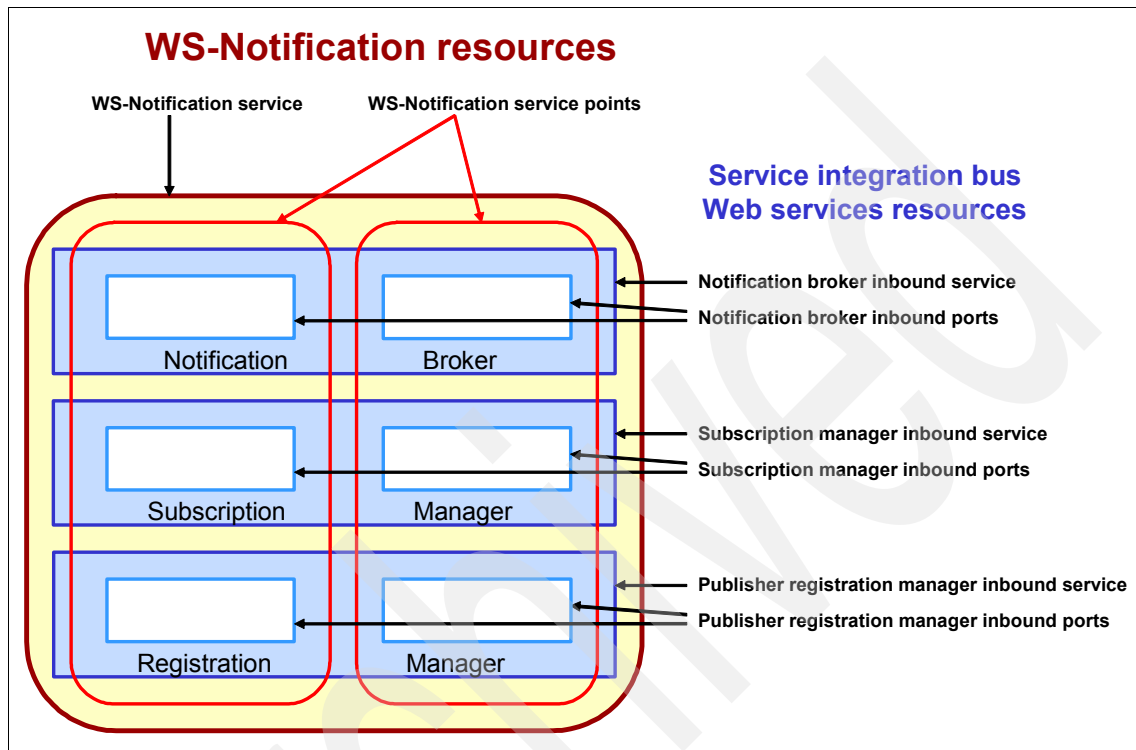 WS-Notification resources
WS-Notification service
WS-Notification service points
Service integration bus
Web services resources
Notification broker inbound service
Notification broker inbound ports
Notification Broker
Subscription manager inbound service
Subscription manager inbound ports
Subscription Manager
Publisher registration manager inbound service
Publisher registration manager inbound ports
Registration Manager